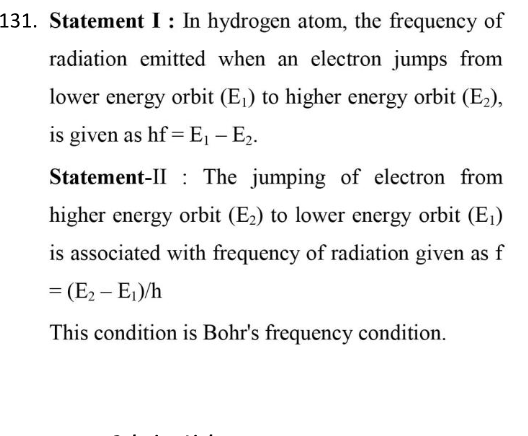 131. Statement I : In hydrogen atom, the frequency of
radiation emitted when an electron jumps from
lower energy orbit (E₁) to higher energy orbit (E₂),
is given as hf = E₁ – E₂.
Statement-II : The jumping of electron from
higher energy orbit (E₂) to lower energy orbit (E₁)
is associated with frequency of radiation given as f
= (E₂ – E₁)/h
This condition is Bohr's frequency condition.